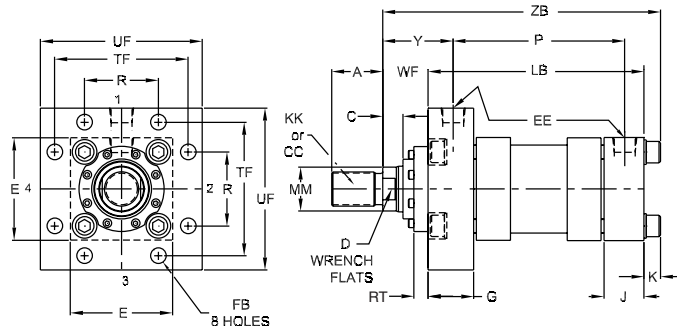 UF
TF
R
1
E
4
2
R
TF
UF
3
E
FB
8 HOLES
ZB
Y
P
A
WF
LB
C
KK
or
CC
EE
MM
D
WRENCH
FLATS
RT
G
J
K